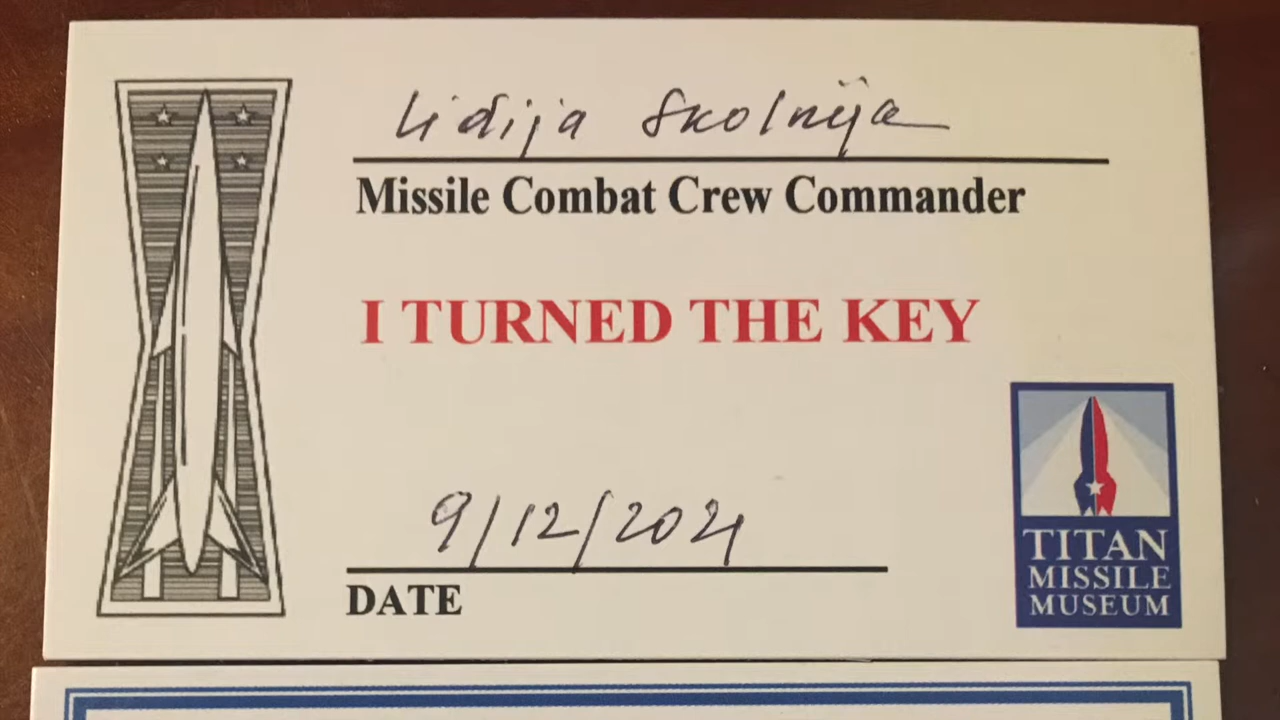 Lidija Skolnija
Missile Combat Crew Commander
I TURNED THE KEY
9/12/2021
DATE
TITAN
MISSILE
MUSEUM